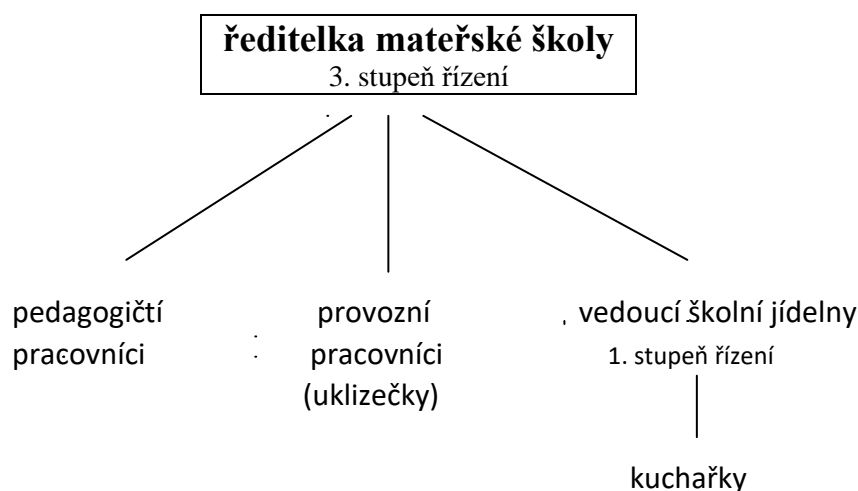 ředitelka mateřské školy
3. stupeň řízení
pedagogičtí
pracovníci
provozní
pracovníci
(uklizečky)
vedoucí školní jídelny
1. stupeň řízení
kuchařky